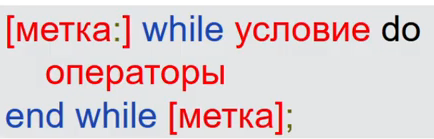 [метка:] while условие do
операторы
end while [метка];